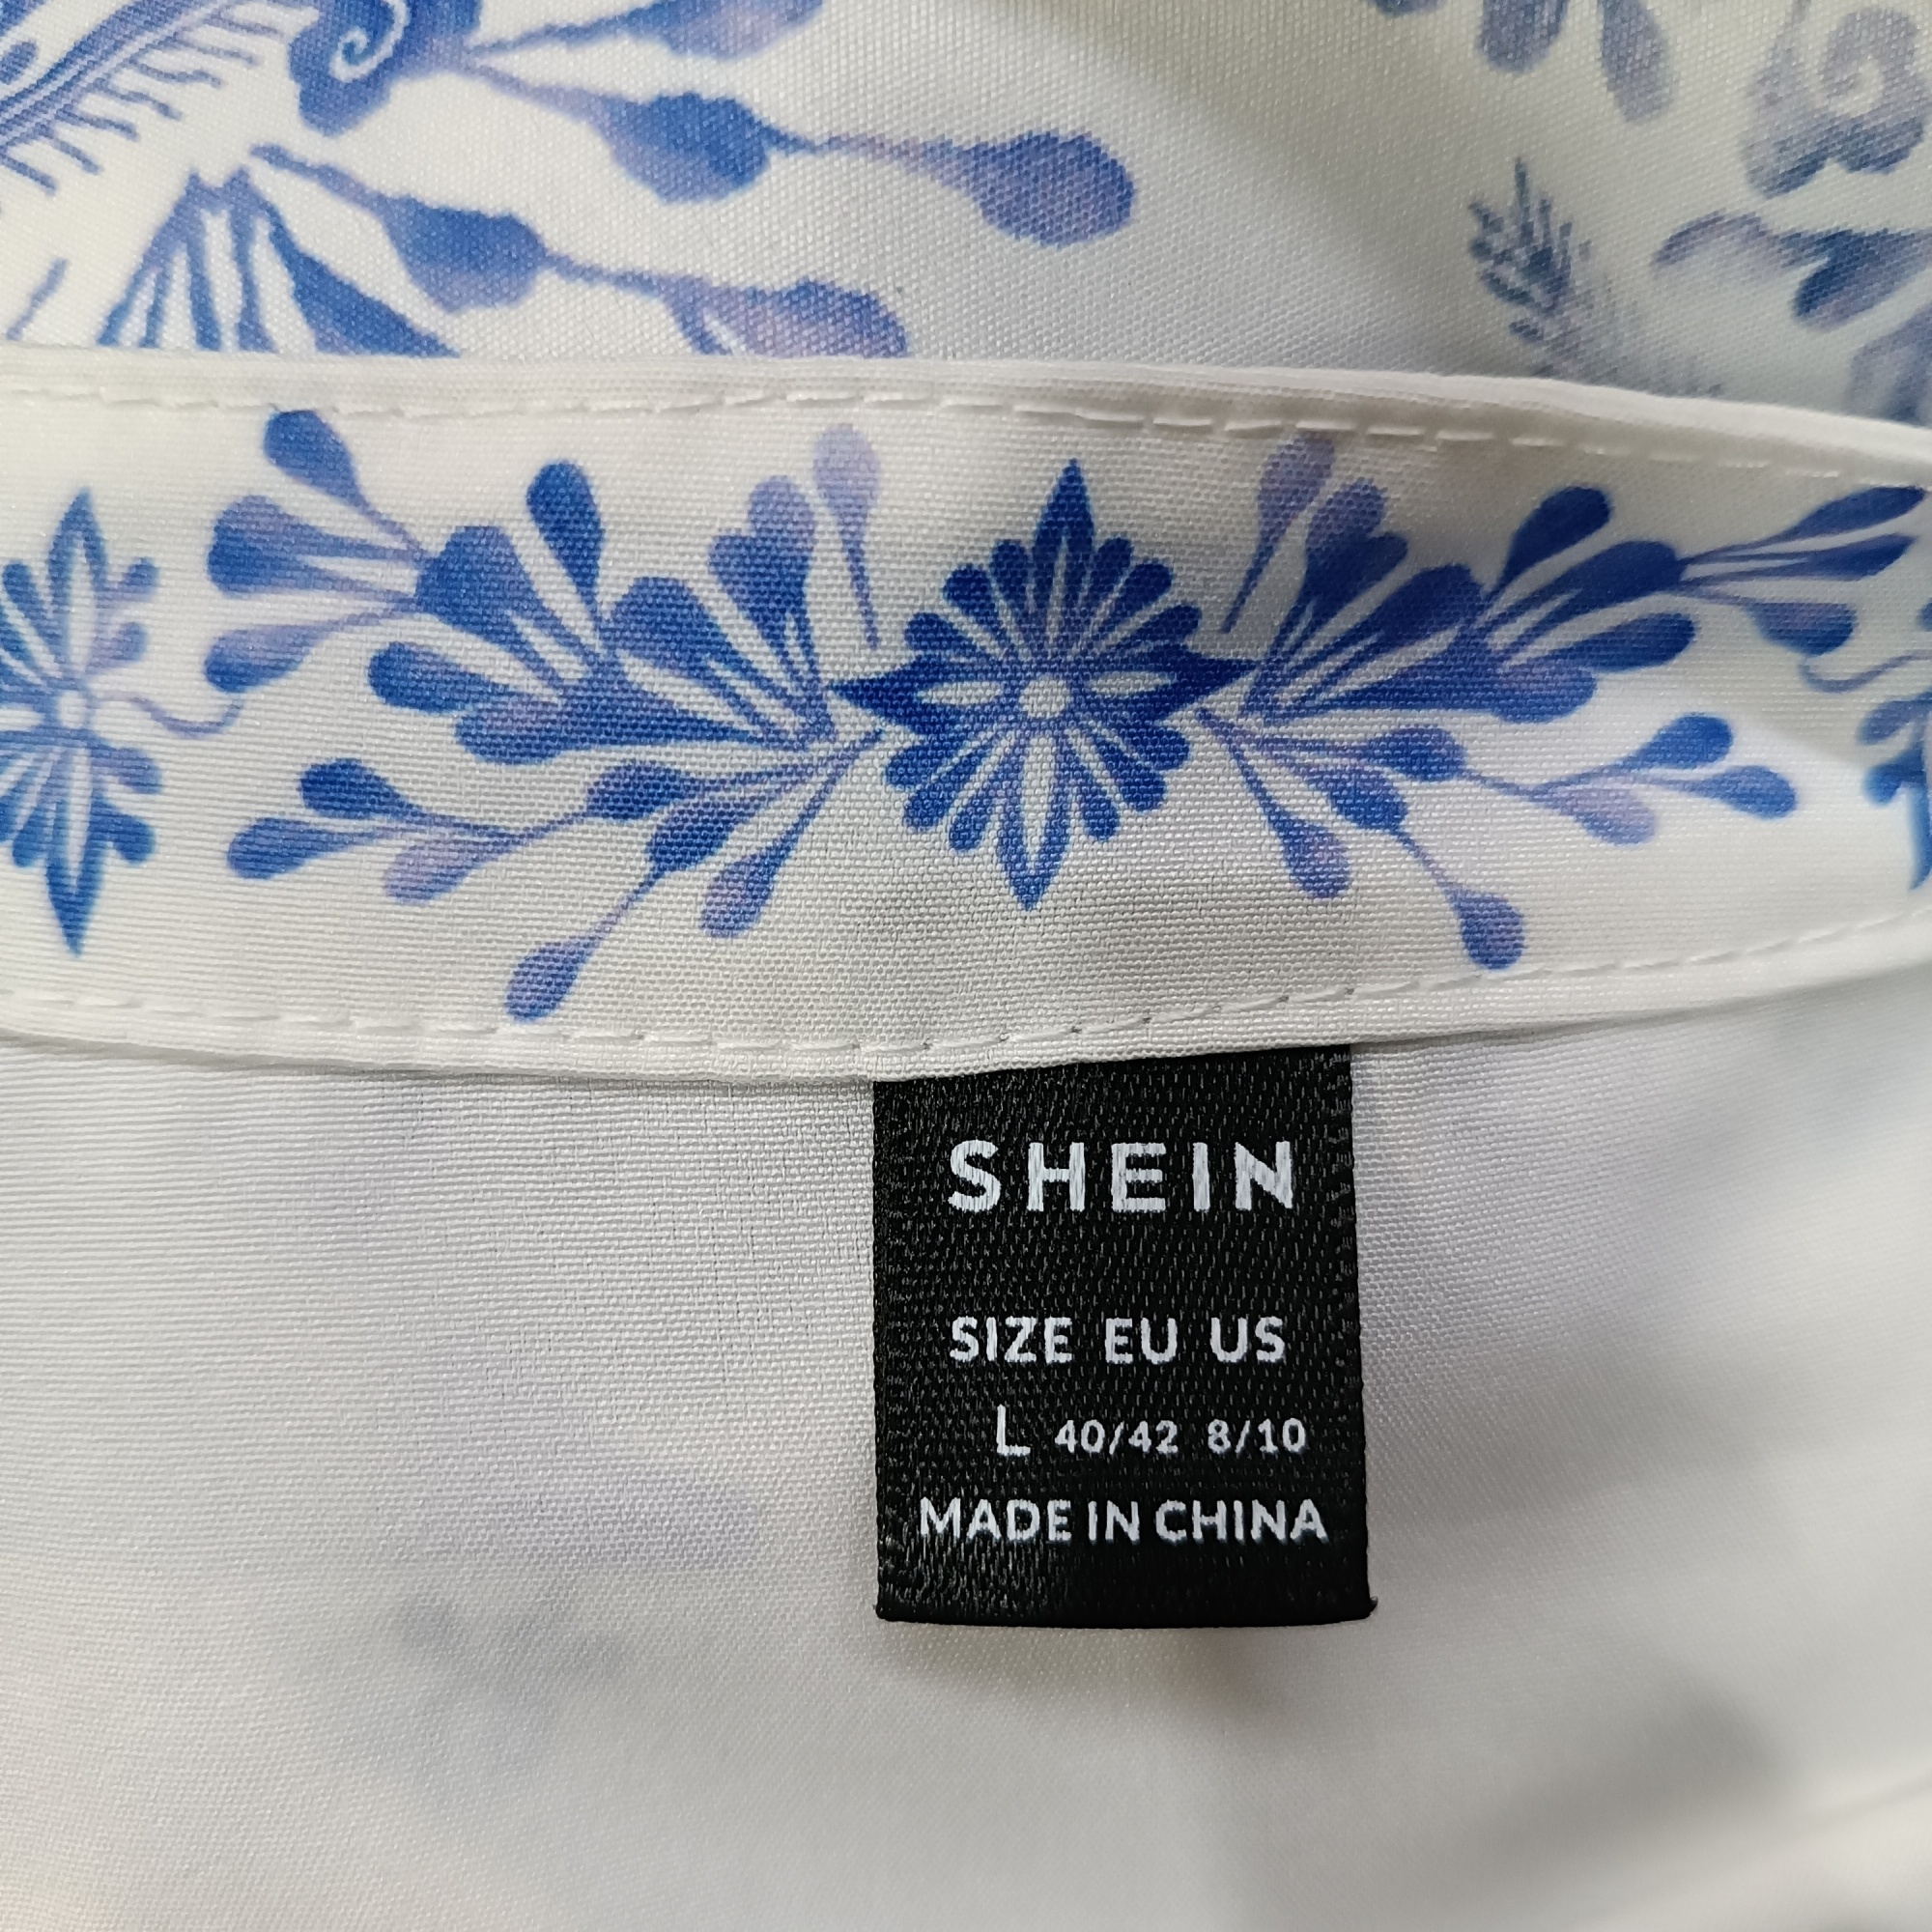 SHEIN
SIZE EU US
L 40/42 8/10
MADE IN CHINA